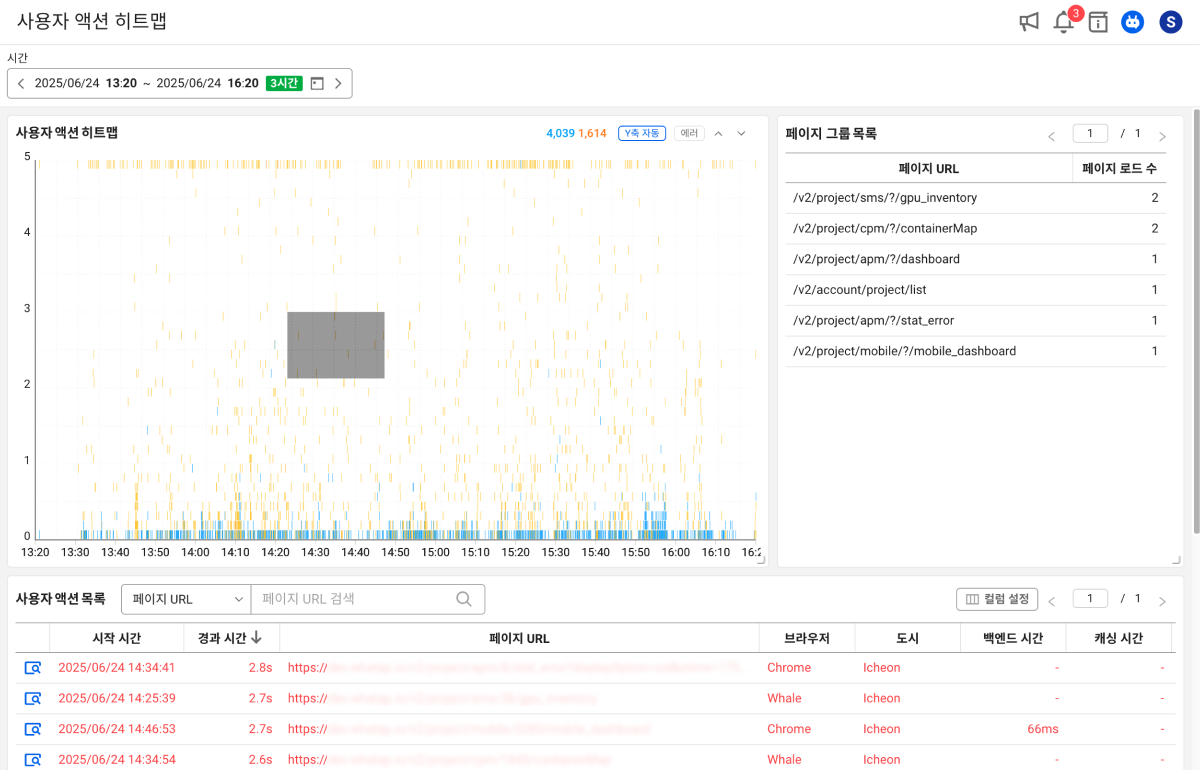 사용자 액션 히트맵
3
S
시간
2025/06/24 13:20 ~ 2025/06/24 16:20 3시간
사용자 액션 히트맵
4,039 1,614 Y축 자동 에러
5
4
3
2
1
0
13:20 13:30 13:40 13:50 14:00 14:10 14:20 14:30 14:40 14:50 15:00 15:10 15:20 15:30 15:40 15:50 16:00 16:10
페이지 그룹 목록 1 / 1
페이지 URL 페이지 로드 수
/v2/project/sms/?/gpu_inventory 2
/v2/project/cpm/?/containerMap 2
/v2/project/apm/?/dashboard 1
/v2/account/project/list 1
/v2/project/apm/?/stat_error 1
/v2/project/mobile/?/mobile_dashboard 1
사용자 액션 목록 페이지 URL 페이지 URL 검색 컬럼 설정 1 / 1
시작 시간 경과 시간 페이지 URL 브라우저 도시 백엔드 시간 캐싱 시간
2025/06/24 14:34:41 2.8s https:// Chrome Icheon - -
2025/06/24 14:25:39 2.7s https:// Whale Icheon - -
2025/06/24 14:46:53 2.7s https:// Chrome Icheon 66ms -
2025/06/24 14:34:54 2.6s https:// Whale Icheon - -